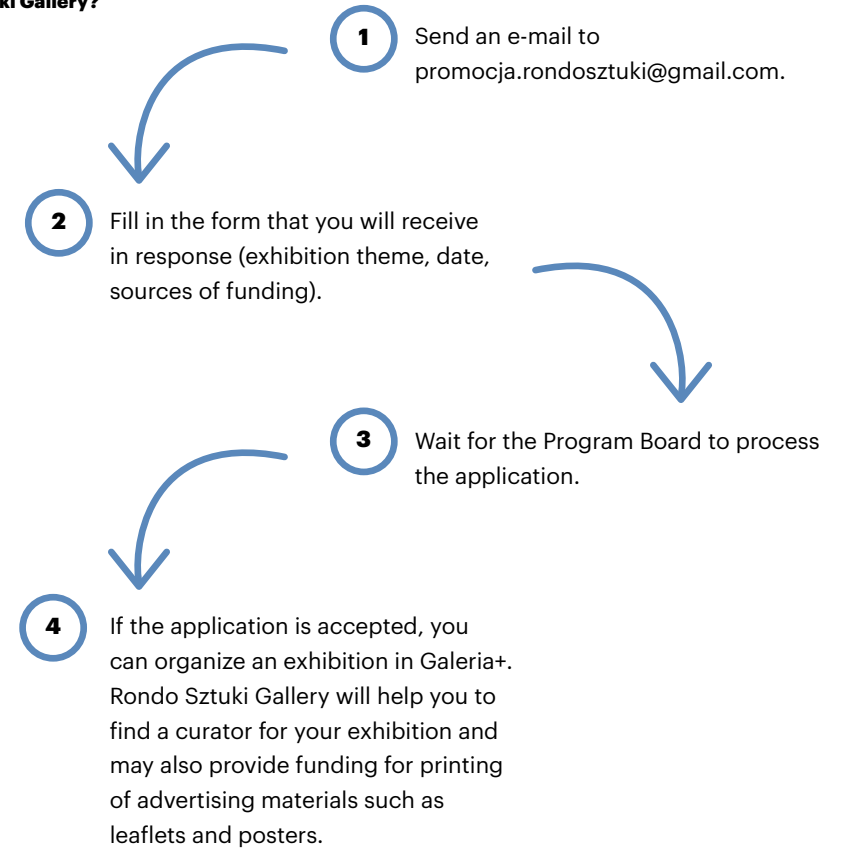 ki Gallery?
1
Send an e-mail to
promocja.rondosztuki@gmail.com.
2
Fill in the form that you will receive
in response (exhibition theme, date,
sources of funding).
3
Wait for the Program Board to process
the application.
4
If the application is accepted, you
can organize an exhibition in Galeria+.
Rondo Sztuki Gallery will help you to
find a curator for your exhibition and
may also provide funding for printing
of advertising materials such as
leaflets and posters.